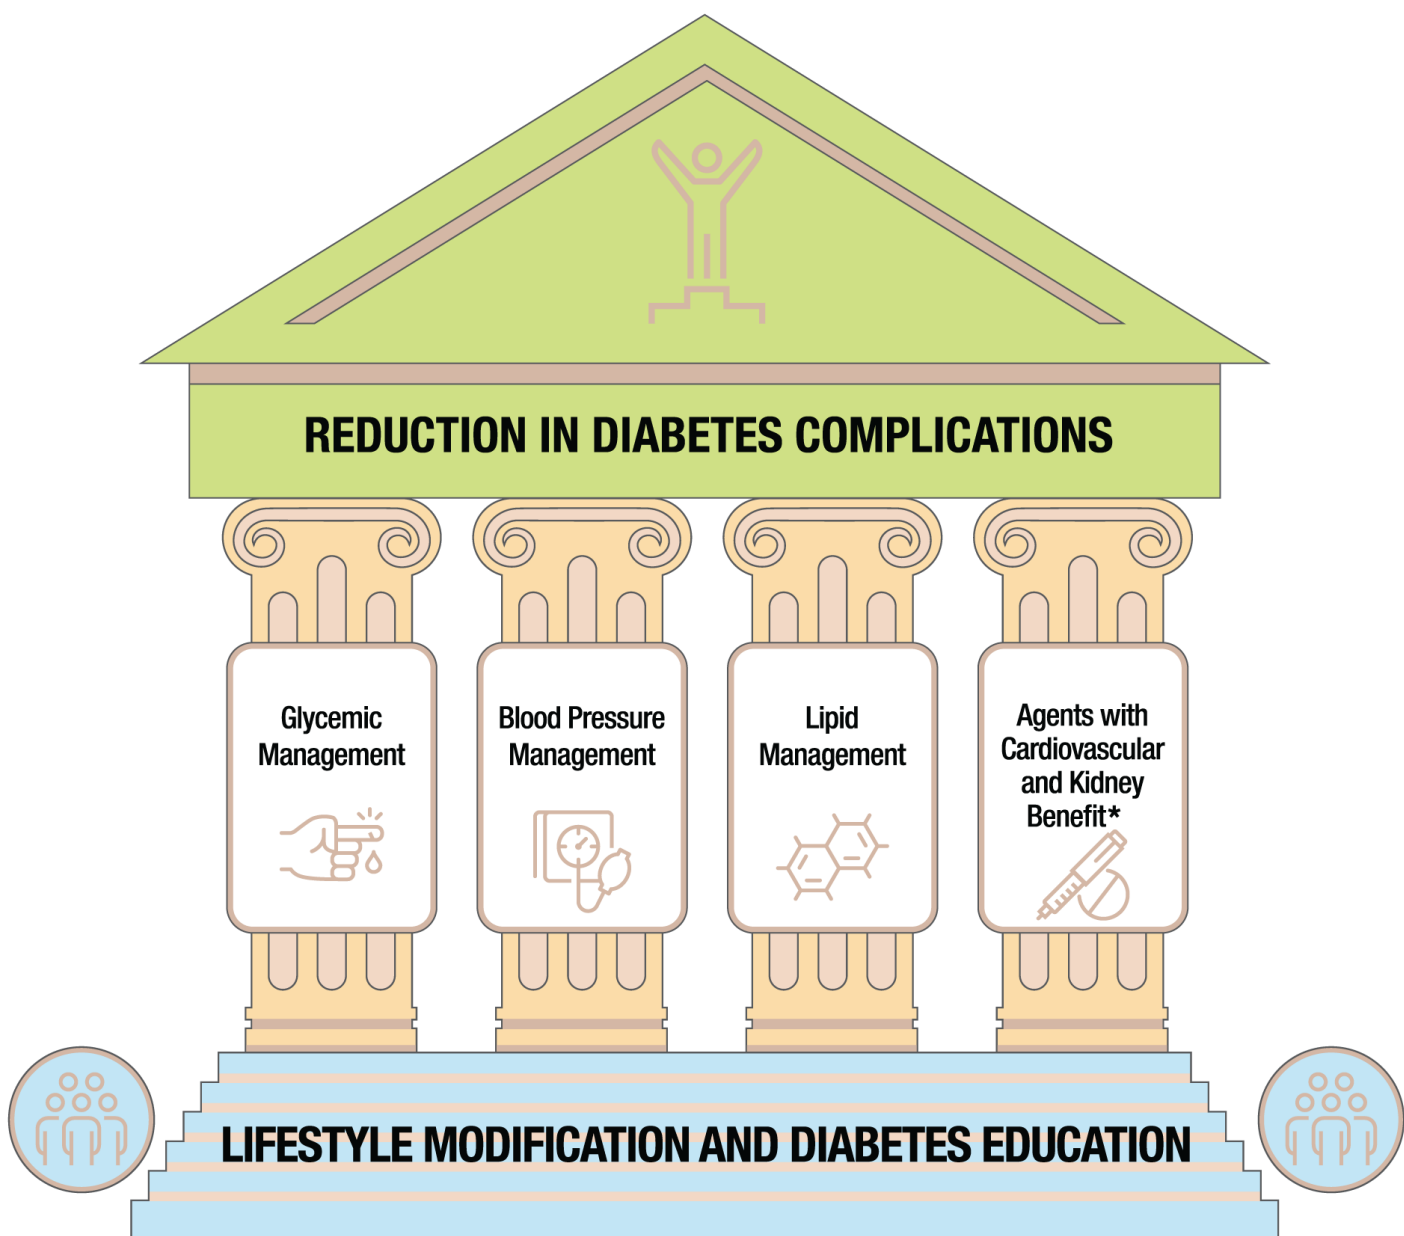 REDUCTION IN DIABETES COMPLICATIONS
Glycemic
Management
Blood Pressure
Management
Lipid
Management
Agents with
Cardiovascular
and Kidney
Benefit*
LIFESTYLE MODIFICATION AND DIABETES EDUCATION